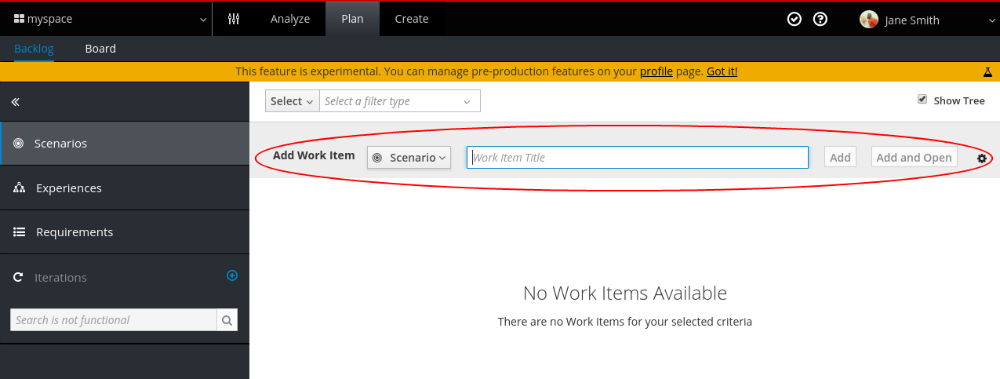 myspace Analyze Plan Create Jane Smith
Backlog Board
This feature is experimental. You can manage pre-production features on your profile page. Got it!
Select Select a filter type Show Tree
Scenarios
Add Work Item Scenario Work Item Title Add Add and Open
Experiences
Requirements
Iterations
Search is not functional
No Work Items Available
There are no Work Items for your selected criteria